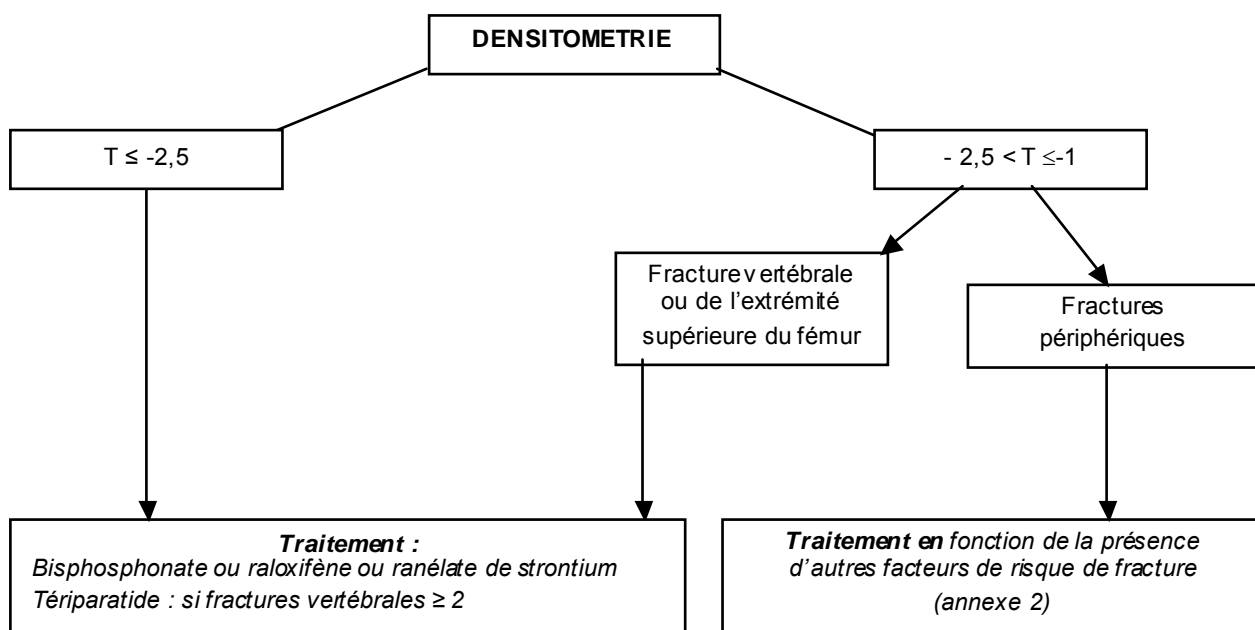 DENSITOMETRIE
T ≤ -2,5
- 2,5 < T ≤-1
Fracture vertébrale
ou de l'extrémité
supérieure du fémur
Fractures
périphériques
Traitement :
Bisphosphonate ou raloxifène ou ranélate de strontium
Tériparatide : si fractures vertébrales ≥ 2
Traitement en fonction de la présence
d'autres facteurs de risque de fracture
(annexe 2)